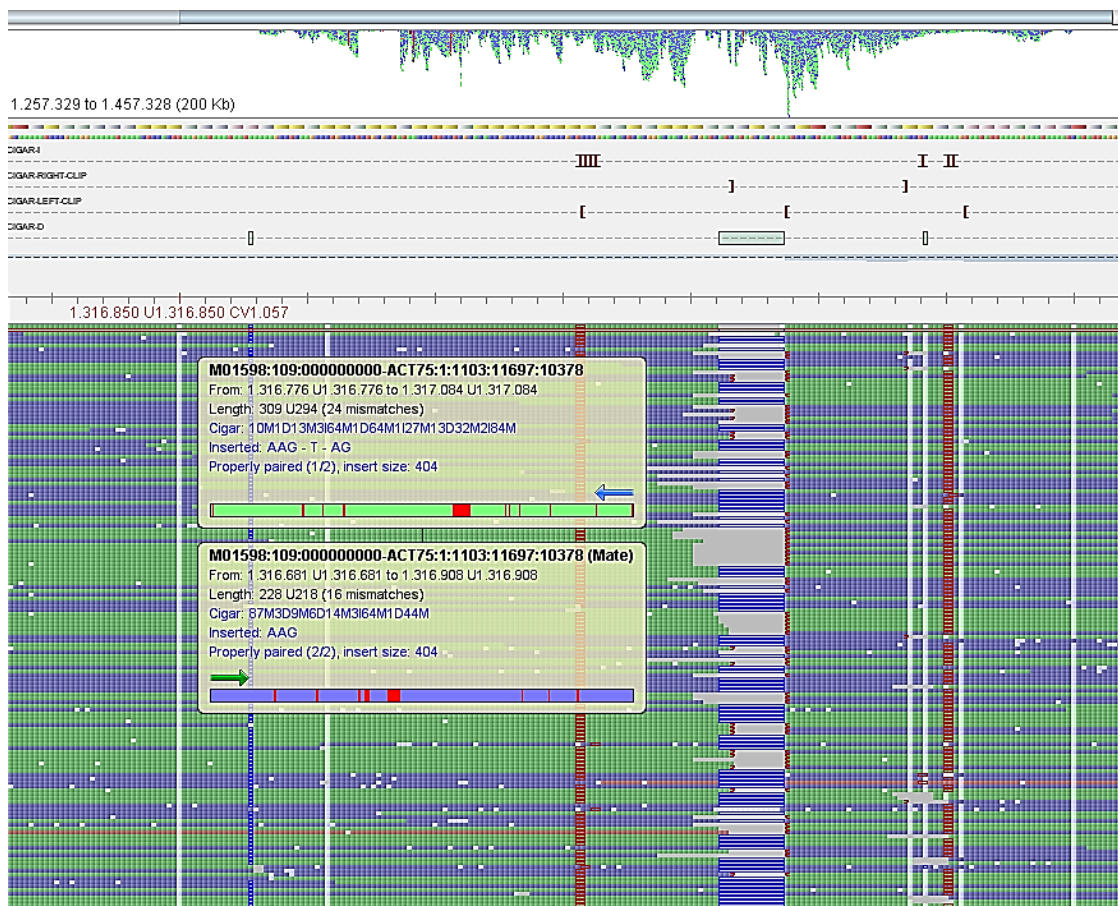 1.257.329 to 1.457.328 (200 Kb)
CIGAR-I
CIGAR-RIGHT-CLIP
CIGAR-LEFT-CLIP
CIGAR-D
1.316.850 U1.316.850 CV1.057
M01598:109:000000000-ACT75:1:1103:11697:10378
From: 1.316.776 U1.316.776 to 1.317.084 U1.317.084
Length: 309 U294 (24 mismatches)
Cigar: 10M1D13M3I64M1D64M1I27M13D32M2I84M
Inserted: AAG - T - AG
Properly paired (1/2), insert size: 404
M01598:109:000000000-ACT75:1:1103:11697:10378 (Mate)
From: 1.316.681 U1.316.681 to 1.316.908 U1.316.908
Length: 228 U218 (16 mismatches)
Cigar: 87M3D9M6D14M3I64M1D44M
Inserted: AAG
Properly paired (2/2), insert size: 404